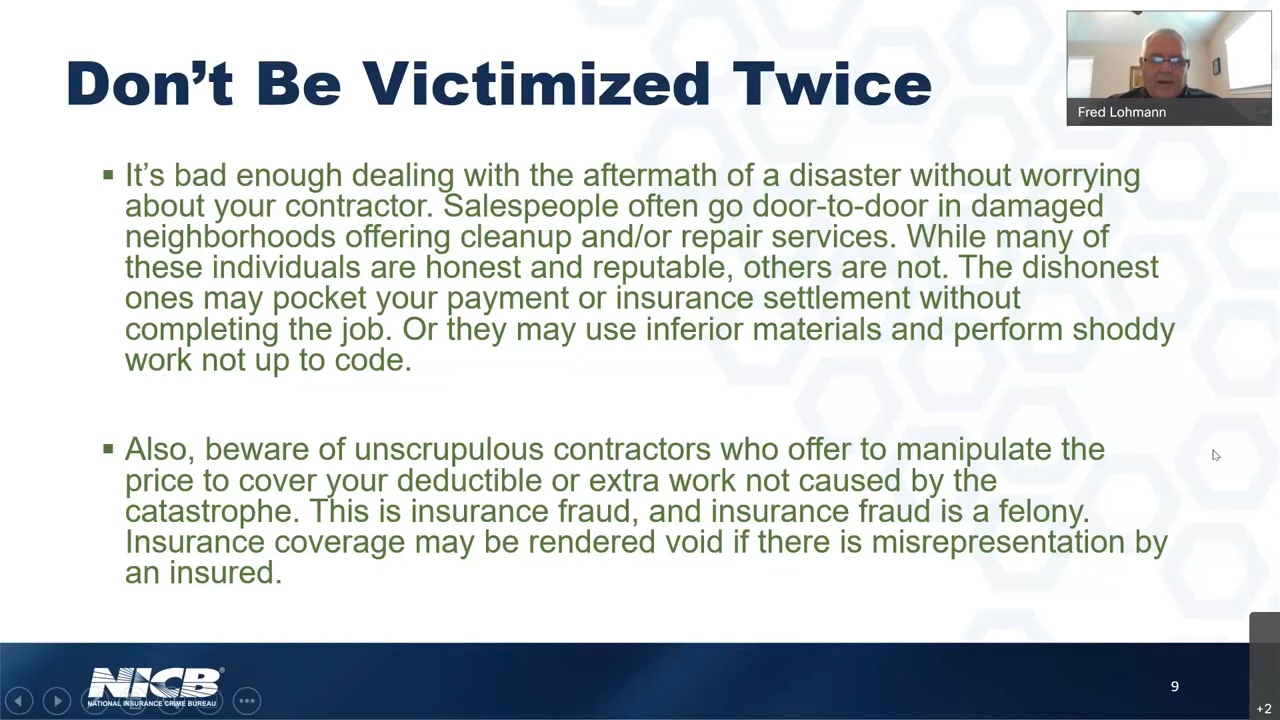 Don’t Be Victimized Twice
Fred Lohmann
▪ It’s bad enough dealing with the aftermath of a disaster without worrying
about your contractor. Salespeople often go door-to-door in damaged
neighborhoods offering cleanup and/or repair services. While many of
these individuals are honest and reputable, others are not. The dishonest
ones may pocket your payment or insurance settlement without
completing the job. Or they may use inferior materials and perform shoddy
work not up to code.
▪ Also, beware of unscrupulous contractors who offer to manipulate the
price to cover your deductible or extra work not caused by the
catastrophe. This is insurance fraud, and insurance fraud is a felony.
Insurance coverage may be rendered void if there is misrepresentation by
an insured.
NICB®
NATIONAL INSURANCE CRIME BUREAU
9
+2